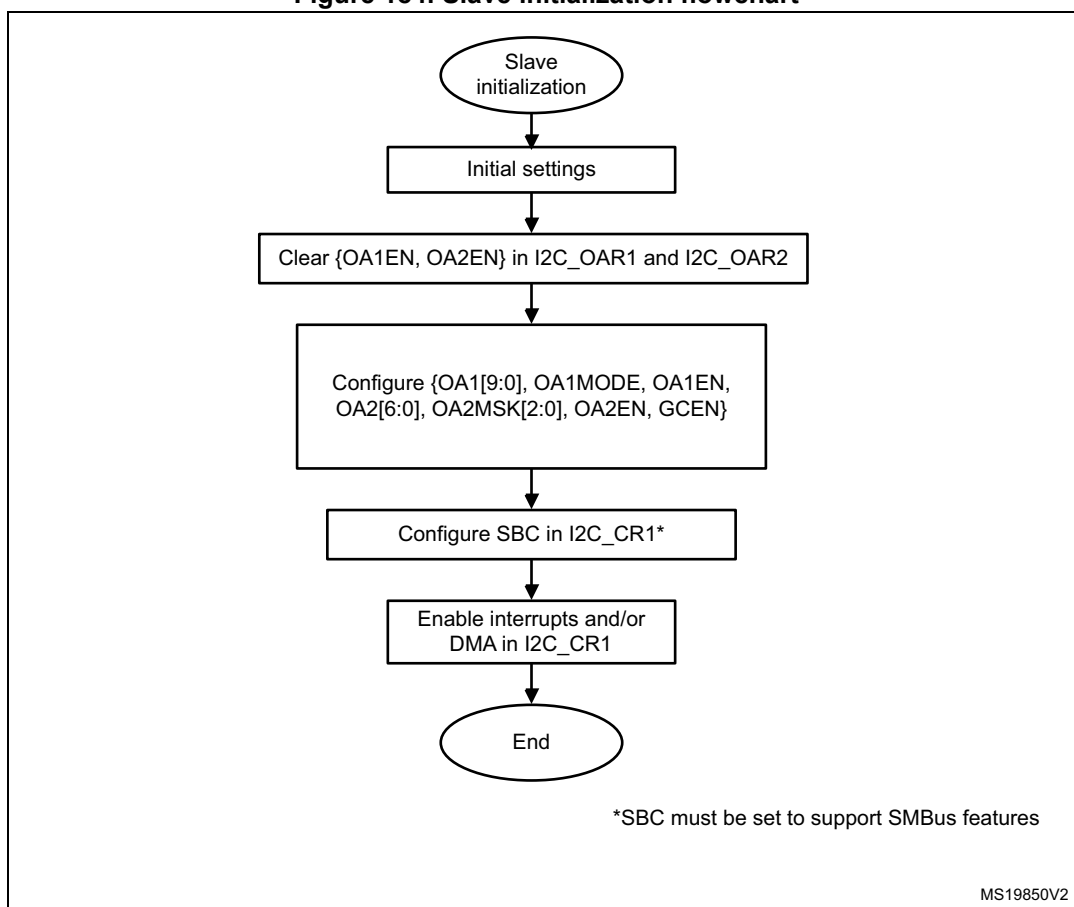 Figure Slave initialization flowchart
Slave
initialization
Initial settings
Clear {OA1EN, OA2EN} in I2C_OAR1 and I2C_OAR2
Configure {OA1[9:0], OA1MODE, OA1EN,
OA2[6:0], OA2MSK[2:0], OA2EN, GCEN}
Configure SBC in I2C_CR1*
Enable interrupts and/or
DMA in I2C_CR1
End
*SBC must be set to support SMBus features
MS19850V2